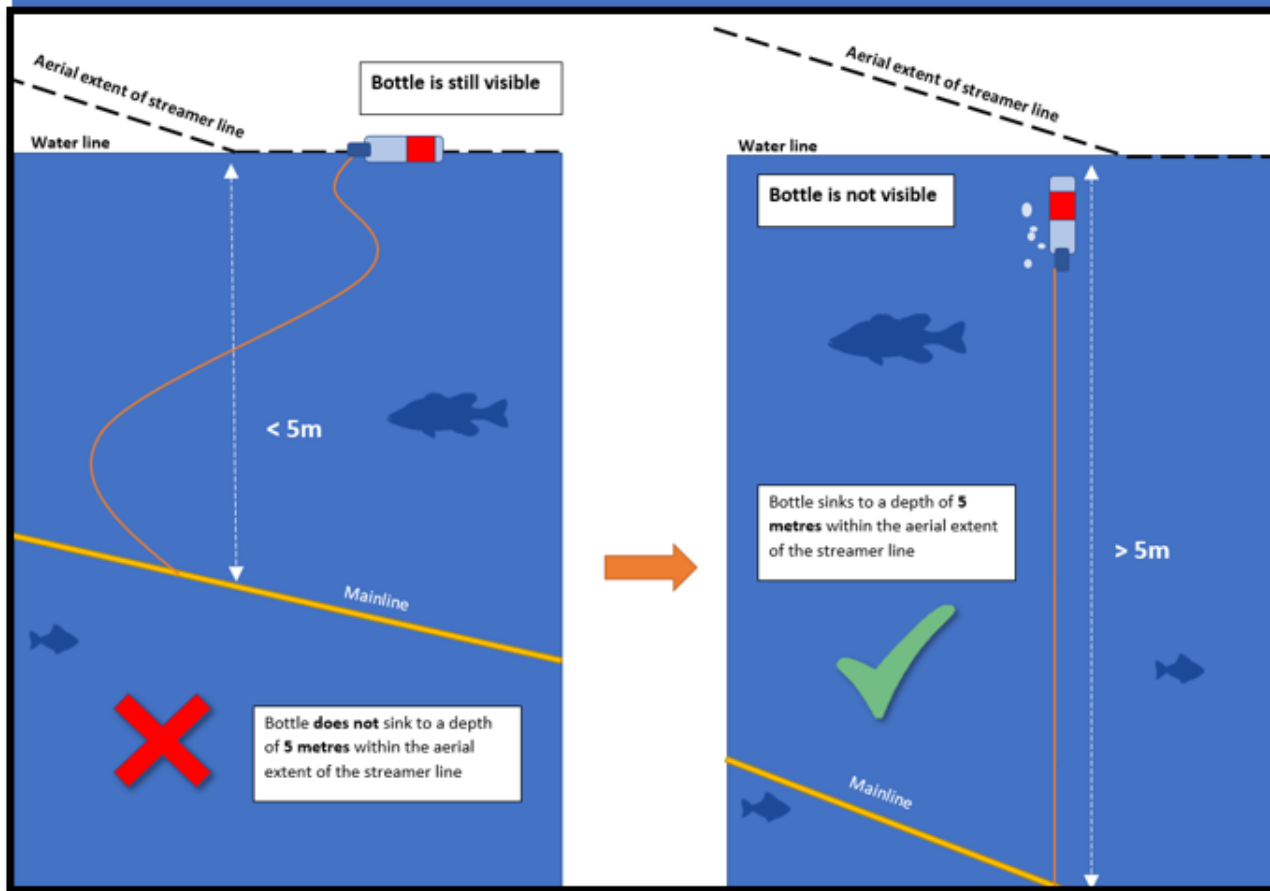 Aerial extent of streamer line
Bottle is still visible
Water line
< 5m
Mainline
Bottle does not sink to a depth
of 5 metres within the aerial
extent of the streamer line
Aerial extent of streamer line
Water line
Bottle is not visible
Bottle sinks to a depth of 5
metres within the aerial extent
of the streamer line
> 5m
Mainline